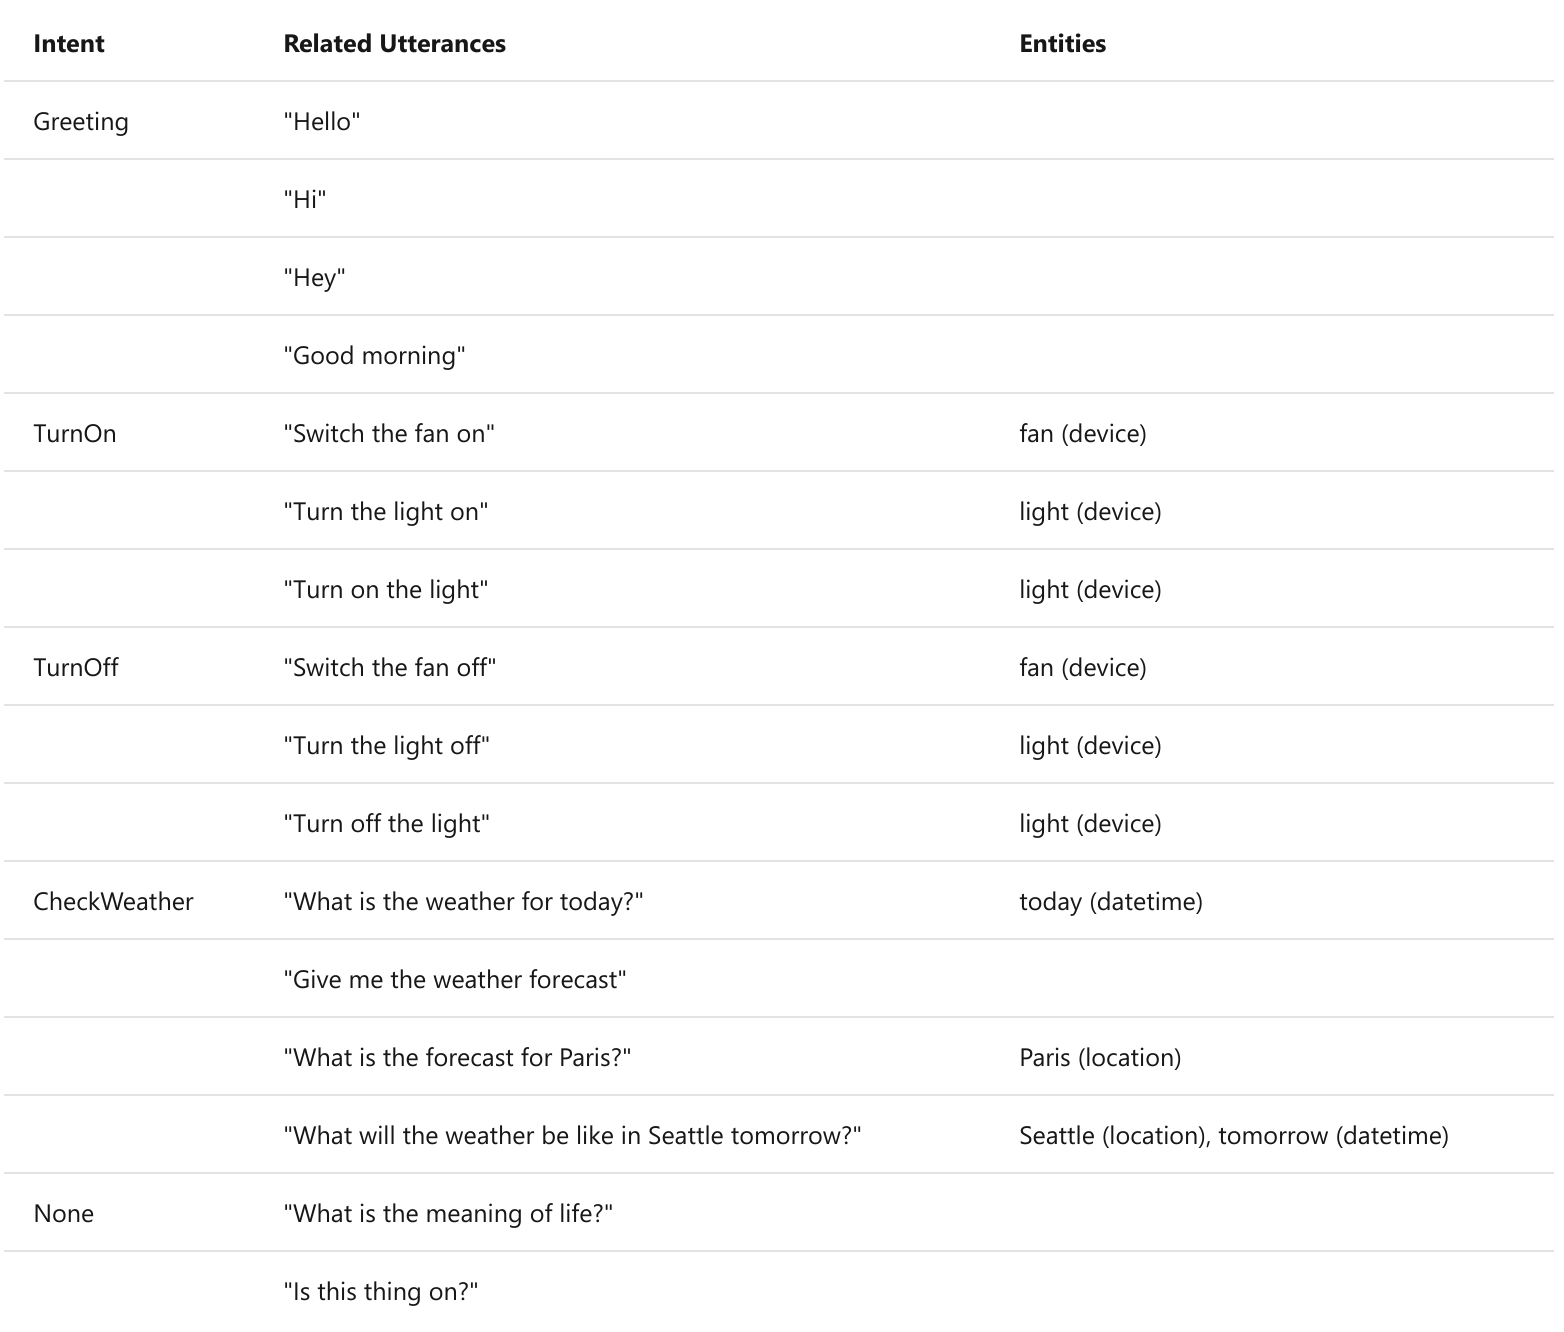 Intent Related Utterances Entities
Greeting "Hello"
"Hi"
"Hey"
"Good morning"
TurnOn "Switch the fan on" fan (device)
"Turn the light on" light (device)
"Turn on the light" light (device)
TurnOff "Switch the fan off" fan (device)
"Turn the light off" light (device)
"Turn off the light" light (device)
CheckWeather "What is the weather for today?" today (datetime)
"Give me the weather forecast"
"What is the forecast for Paris?" Paris (location)
"What will the weather be like in Seattle tomorrow?" Seattle (location), tomorrow (datetime)
None "What is the meaning of life?"
"Is this thing on?"